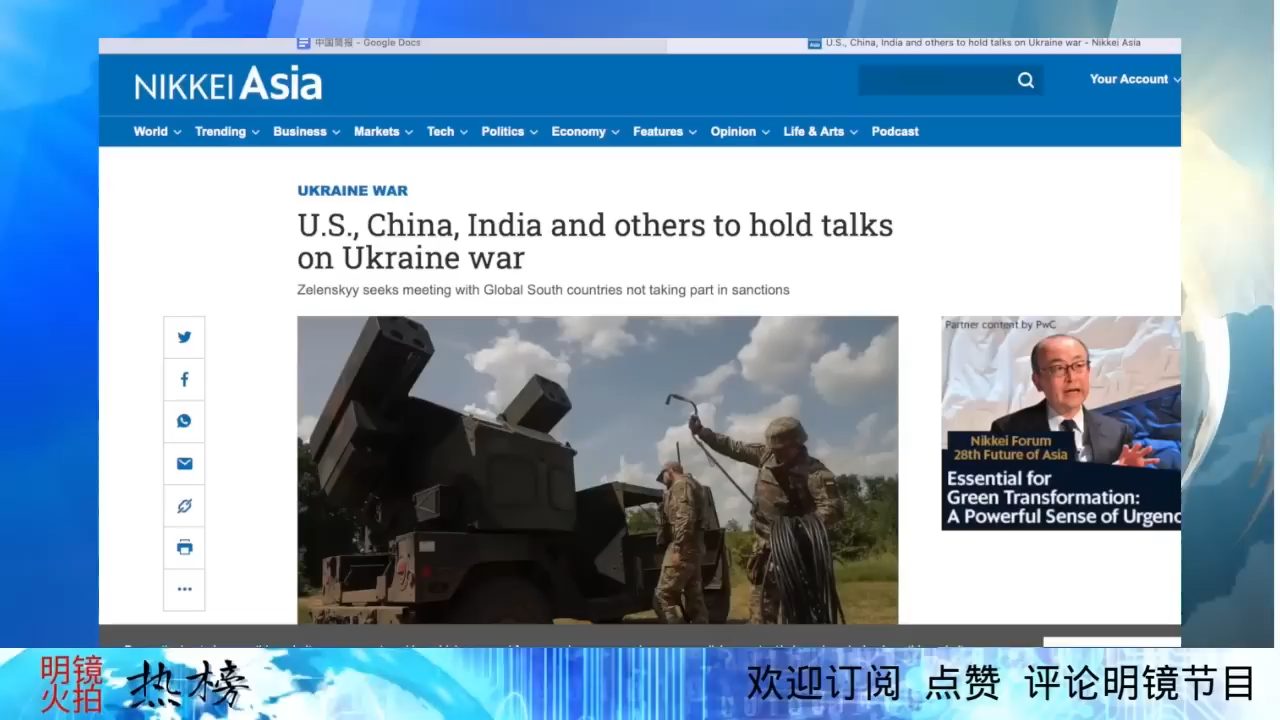 中国简报 - Google Docs
U.S., China, India and others to hold talks on Ukraine war - Nikkei Asia
NIKKEI Asia
Your Account
World Trending Business Markets Tech Politics Economy Features Opinion Life & Arts Podcast
UKRAINE WAR
U.S., China, India and others to hold talks
on Ukraine war
Zelenskyy seeks meeting with Global South countries not taking part in sanctions
Partner content by PwC
Nikkei Forum
28th Future of Asia
Essential for
Green Transformation:
A Powerful Sense of Urgenc
明镜
火拍
热榜
欢迎订阅 点赞 评论明镜节目